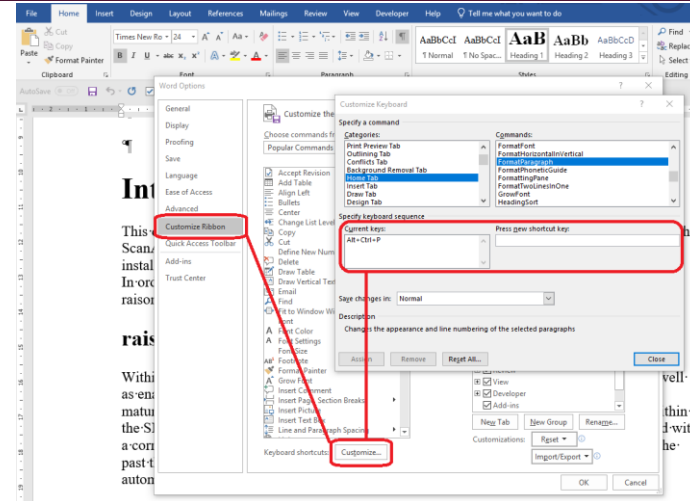 File Home Insert Design Layout References Mailings Review View Developer Help Tell me what you want to do
Cut
Copy
Format Painter
Paste
Clipboard
Times New Ro 24
Font
Paragraph
AaBbCcI AaBbCcI AaB AaBb AaBbCcD
¶ Normal ¶ No Spac... Heading 1 Heading 2 Heading 3
Styles
Find
Replac
Select
Editing
AutoSave
Word Options
General
Display
Proofing
Save
Language
Ease of Access
Advanced
Customize Ribbon
Quick Access Toolbar
Add-ins
Trust Center
Customize the
Choose commands fr
Popular Commands
Accept Revision
Add Table
Align Left
Bullets
Center
Change List Level
Copy
Cut
Define New Num
Delete
Draw Table
Draw Vertical Text
Email
Find
Fit to Window Wi
Font
Font Color
Font Settings
Font Size
Footnote
Format Painter
Grow Font
Insert Comment
Insert Page Section Breaks
Insert Picture
Insert Text Box
Line and Paragraph Spacing
Keyboard shortcuts: Customize...
Customize Keyboard
Specify a command
Categories:
Print Preview Tab
Outlining Tab
Conflicts Tab
Background Removal Tab
Home Tab
Insert Tab
Draw Tab
Design Tab
Commands:
FormatFont
FormatHorizontalInVertical
FormatParagraph
FormatPhoneticGuide
FormattingPane
FormatTwoLinesInOne
GrowFont
HeadingSort
Specify keyboard sequence
Current keys:
Alt+Ctrl+P
Press new shortcut key:
Save changes in: Normal
Description
Changes the appearance and line numbering of the selected paragraphs
Assign Remove Reset All... Close
View
Developer
Add-ins
New Tab New Group Rename...
Customizations: Reset
Import/Export
OK Cancel
¶
Int
This
ScanA
instal
In·orc
raison
rais
Withi
as·ena
matur
the·SI
a·corr
past·t
auton
well-
thin
d·wit
he·